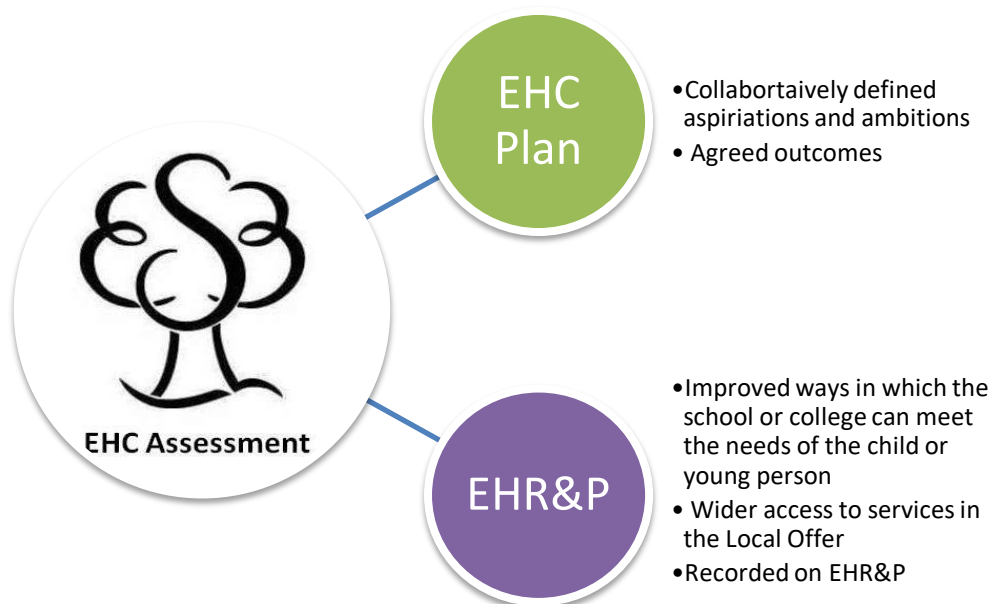 EHC
Plan
•Collabortaively defined
aspiriations and ambitions
• Agreed outcomes
EHC Assessment
EHR&P
•Improved ways in which the
school or college can meet
the needs of the child or
young person
• Wider access to services in
the Local Offer
•Recorded on EHR&P